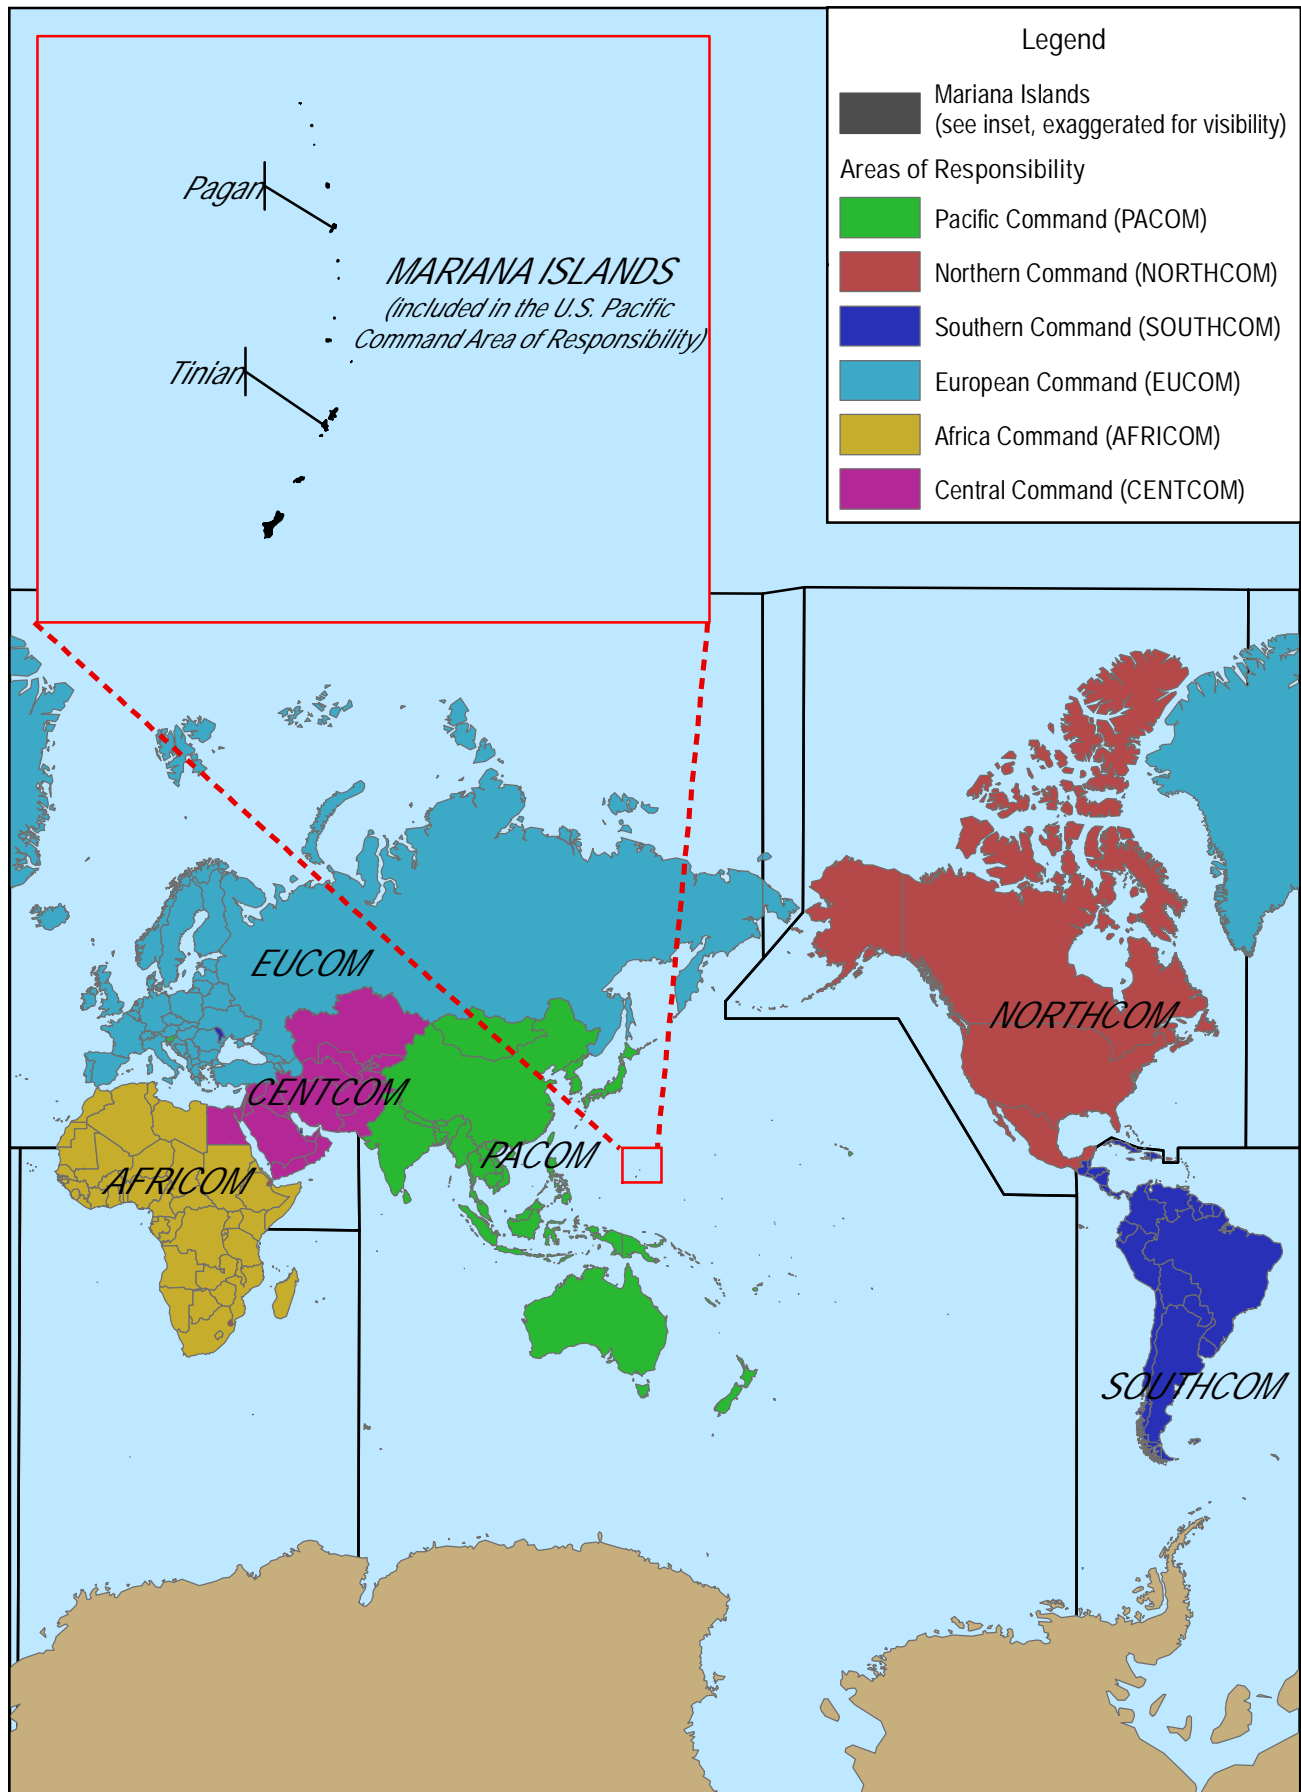 Legend
Mariana Islands
(see inset, exaggerated for visibility)
Areas of Responsibility
Pacific Command (PACOM)
Northern Command (NORTHCOM)
Southern Command (SOUTHCOM)
European Command (EUCOM)
Africa Command (AFRICOM)
Central Command (CENTCOM)
Pagan
MARIANA ISLANDS
(included in the U.S. Pacific
Command Area of Responsibility)
Tinian
EUCOM
NORTHCOM
CENTCOM
PACOM
AFRICOM
SOUTHCOM